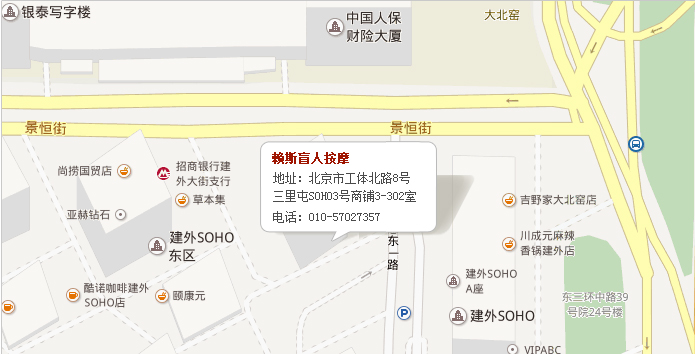 银泰写字楼
中国人保
财险大厦
大北窑
景恒街
景恒街
赖斯盲人按摩
地址：北京市工体北路8号
三里屯SOHO3号商铺3-302室
电话：010-57027357
尚捞国贸店
招商银行建
外大街支行
草本集
亚赫钻石
建外SOHO
东区
酷诺咖啡建外
SOHO店
颐康元
东一路
吉野家大北窑店
川成元麻辣
香锅建外店
建外SOHO
A座
建外SOHO
东三环中路39
号院24号楼
P
VIPABC